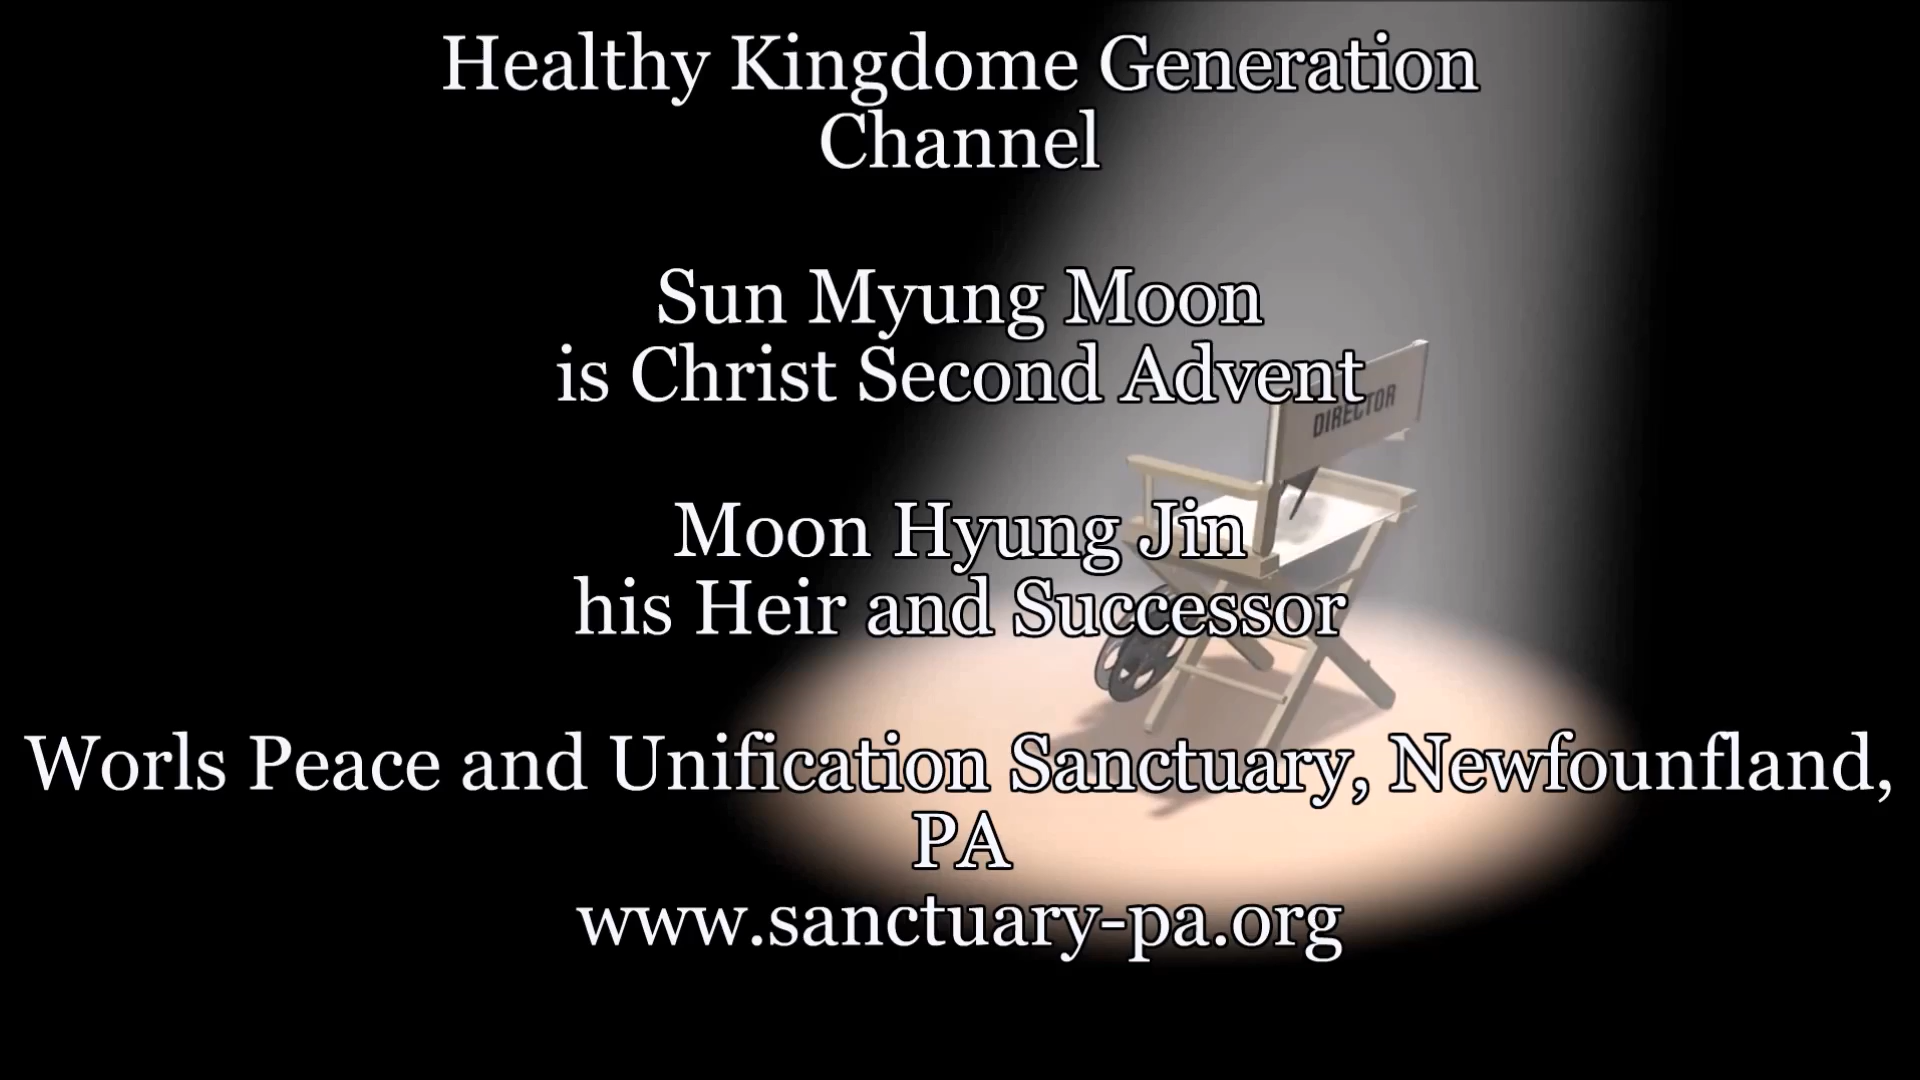 Healthy Kingdome Generation
Channel
Sun Myung Moon
is Christ Second Advent
DIRECTOR
Moon Hyung Jin
his Heir and Successor
Worls Peace and Unification Sanctuary, Newfounfland,
PA
www.sanctuary-pa.org